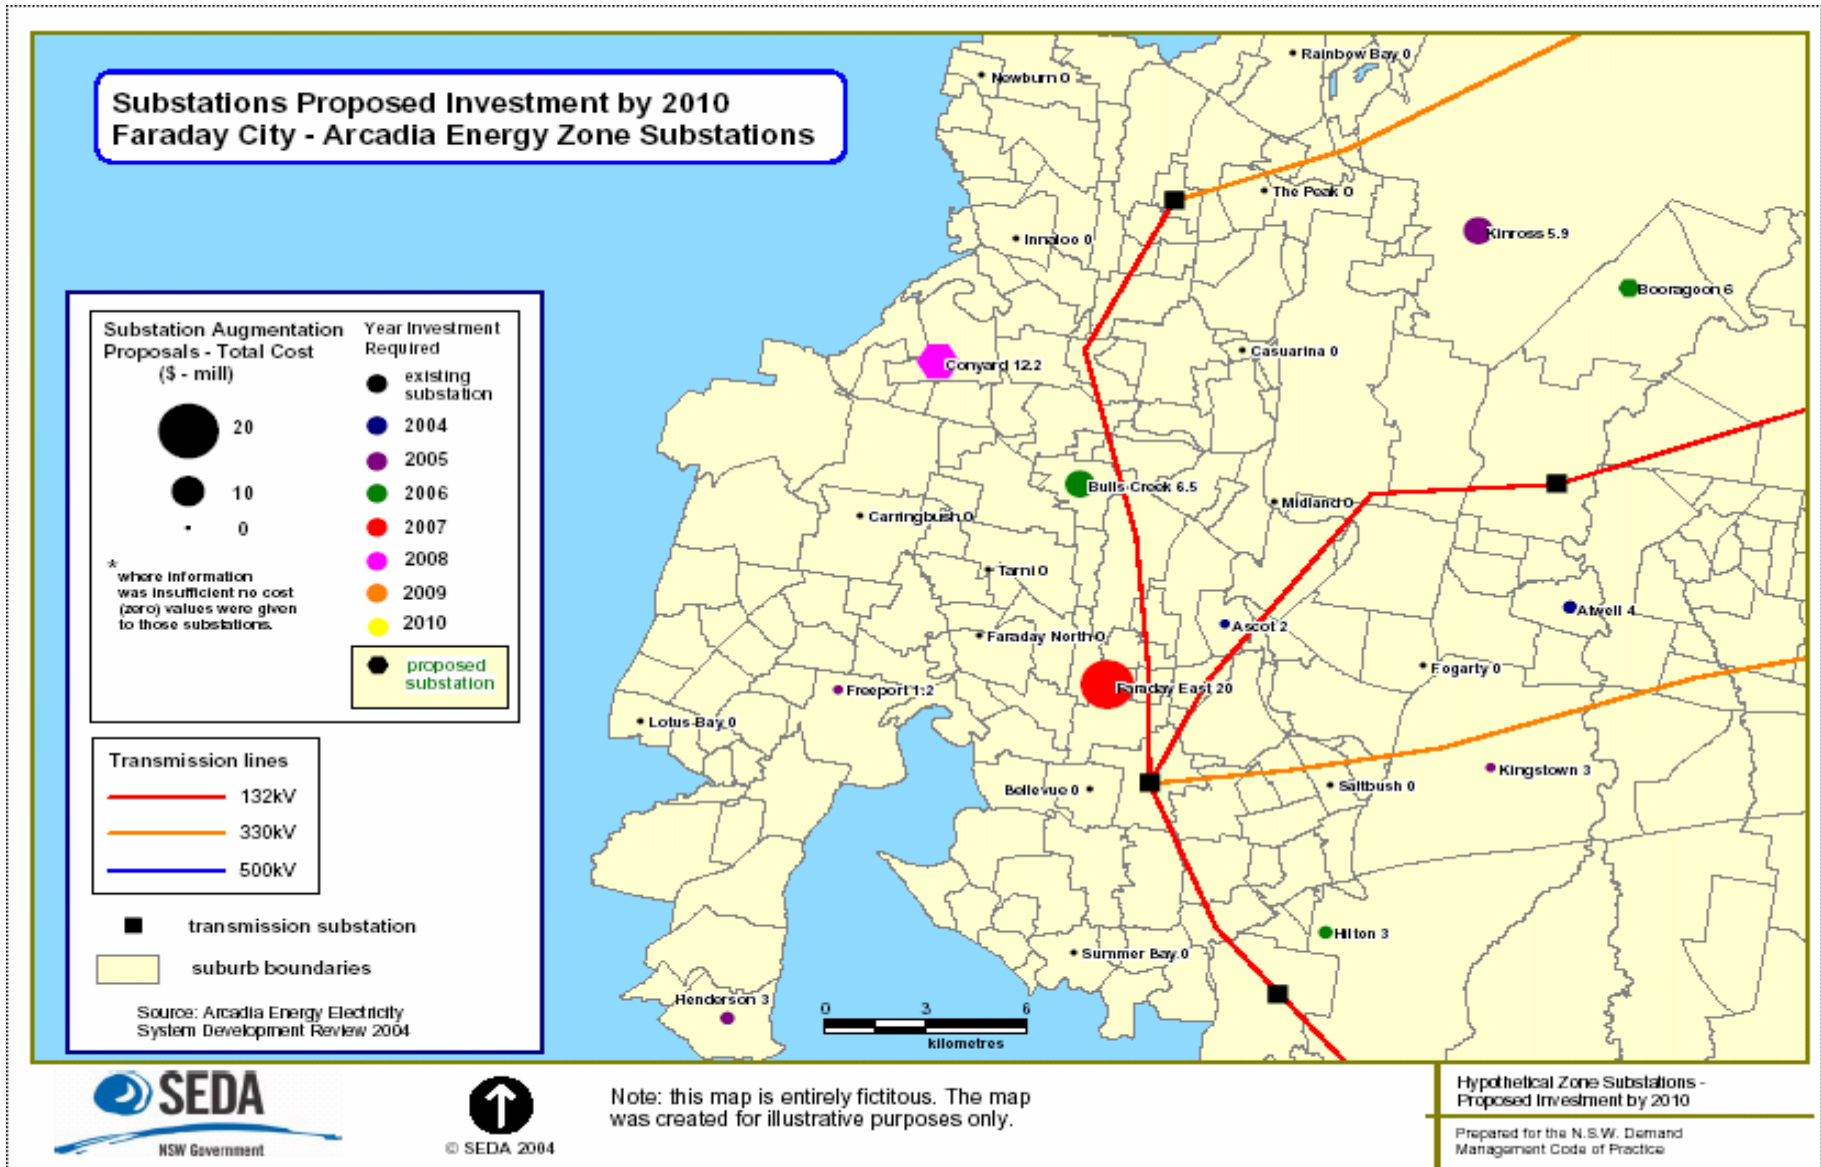 Substations Proposed Investment by 2010
Faraday City - Arcadia Energy Zone Substations
Newburn 0
Rainbow Bay 0
The Peak 0
Innaloo 0
Kinross 5.9
Booragoon 6
Conyard 12.2
Casuarina 0
Bulls Creek 6.5
Midland 0
Carringbush 0
Tarni 0
Atwell 4
Ascot 2
Faraday North 0
Fogarty 0
Faraday East 20
Freeport 1.2
Lotus Bay 0
Kingstown 3
Saltbush 0
Bellevue 0
Hilton 3
Summer Bay 0
Henderson 3
Substation Augmentation
Proposals - Total Cost
($ - mill)
20
10
0
*
where information
was insufficient no cost
(zero) values were given
to those substations.
Year Investment
Required
existing
substation
2004
2005
2006
2007
2008
2009
2010
proposed
substation
Transmission lines
132kV
330kV
500kV
transmission substation
suburb boundaries
Source: Arcadia Energy Electricity
System Development Review 2004
0 3 6
kilometres
SEDA
NSW Government
© SEDA 2004
Note: this map is entirely fictitous. The map
was created for illustrative purposes only.
Hypothetical Zone Substations -
Proposed Investment by 2010
Prepared for the N.S.W. Demand
Management Code of Practice